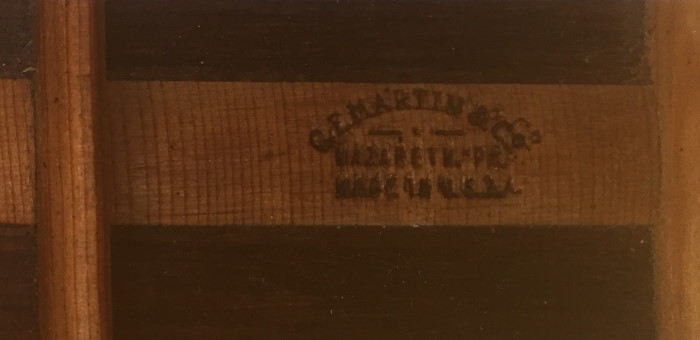 C.F. MARTIN & Co.
NAZARETH, PA.
MADE IN U.S.A.